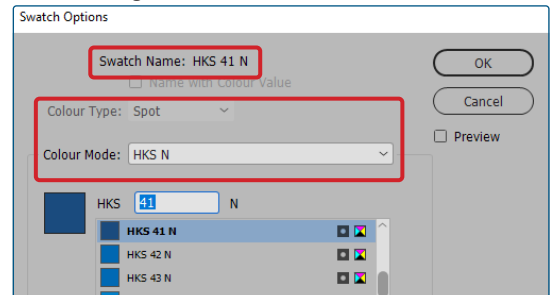 Swatch Options
Swatch Name: HKS 41 N
Name with Colour Value
Colour Type: Spot
Colour Mode: HKS N
HKS 41 N
HKS 41 N
HKS 42 N
HKS 43 N
OK
Cancel
Preview